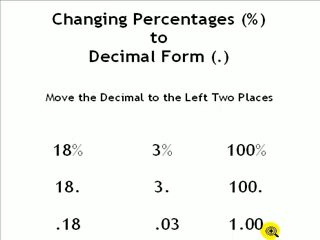 Changing Percentages (%)
to
Decimal Form (.)
Move the Decimal to the Left Two Places
18% 3% 100%
18. 3. 100.
.18 .03 1.00